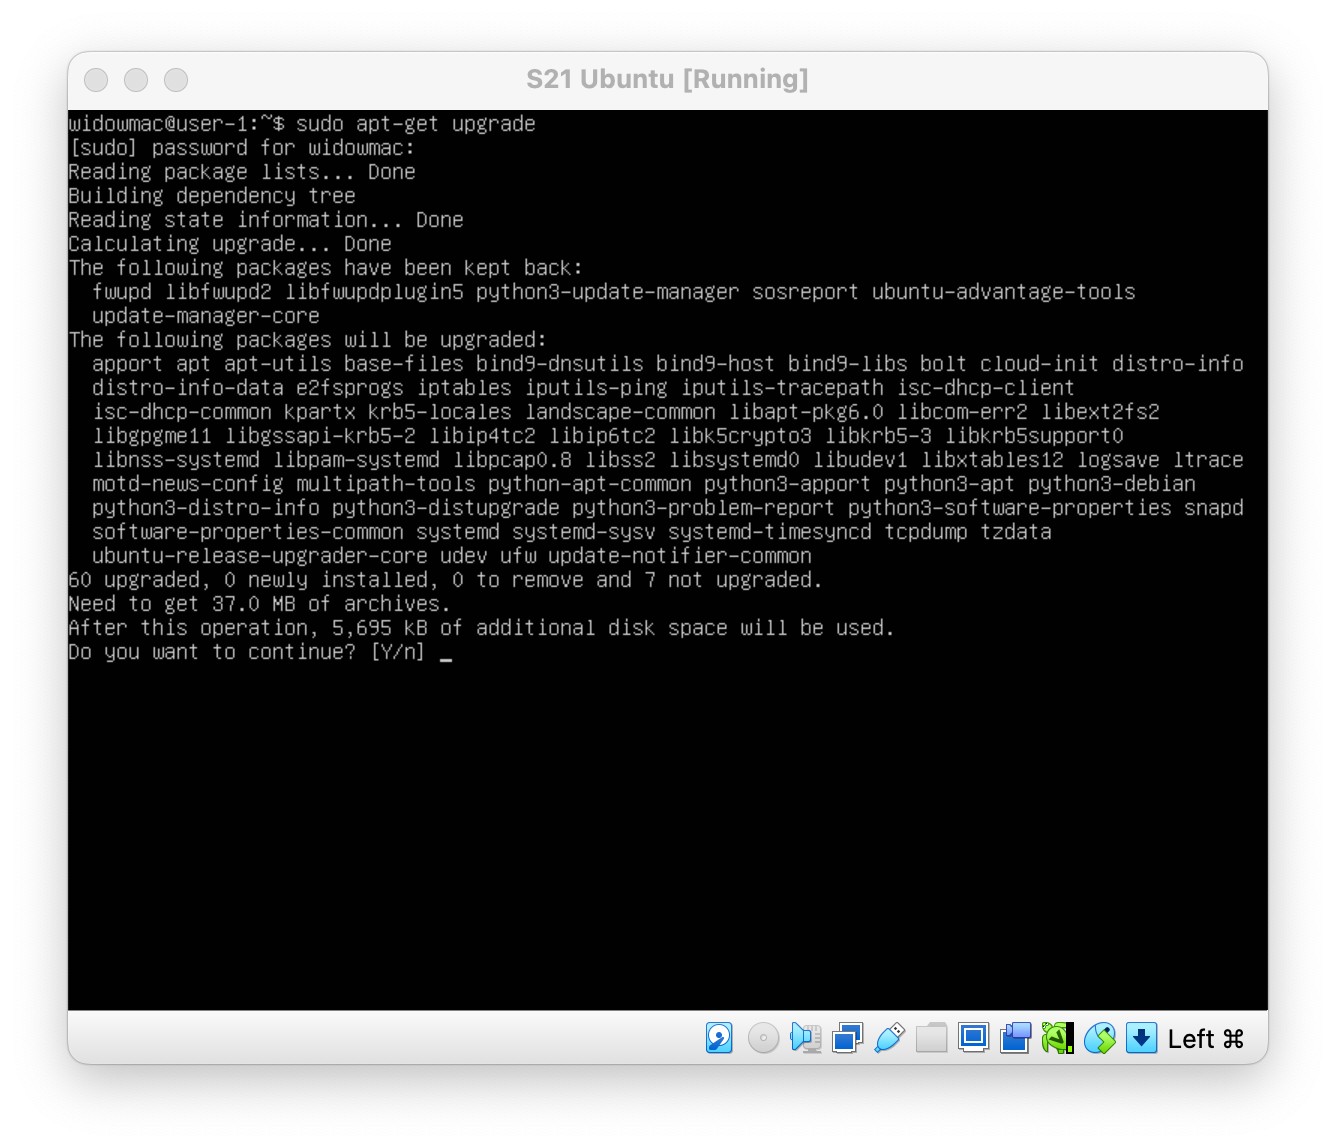 S21 Ubuntu [Running]
widowmac@user-1:~$ sudo apt-get upgrade
[sudo] password for widowmac:
Reading package lists... Done
Building dependency tree
Reading state information... Done
Calculating upgrade... Done
The following packages have been kept back:
  fwupd libfwupd2 libfwupdplugin5 python3-update-manager sosreport ubuntu-advantage-tools
  update-manager-core
The following packages will be upgraded:
  apport apt apt-utils base-files bind9-dnsutils bind9-host bind9-libs bolt cloud-init distro-info
  distro-info-data e2fsprogs iptables iputils-ping iputils-tracepath isc-dhcp-client
  isc-dhcp-common kpartx krb5-locales landscape-common libapt-pkg6.0 libcom-err2 libext2fs2
  libgpgme11 libgssapi-krb5-2 libip4tc2 libip6tc2 libk5crypto3 libkrb5-3 libkrb5support0
  libnss-systemd libpam-systemd libpcap0.8 libss2 libsystemd0 libudev1 libxtables12 logsave ltrace
  motd-news-config multipath-tools python-apt-common python3-apport python3-apt python3-debian
  python3-distro-info python3-distupgrade python3-problem-report python3-software-properties snapd
  software-properties-common systemd systemd-sysv systemd-timesyncd tcpdump tzdata
  ubuntu-release-upgrader-core udev ufw update-notifier-common
60 upgraded, 0 newly installed, 0 to remove and 7 not upgraded.
Need to get 37.0 MB of archives.
After this operation, 5,695 kB of additional disk space will be used.
Do you want to continue? [Y/n] _
Left ⌘